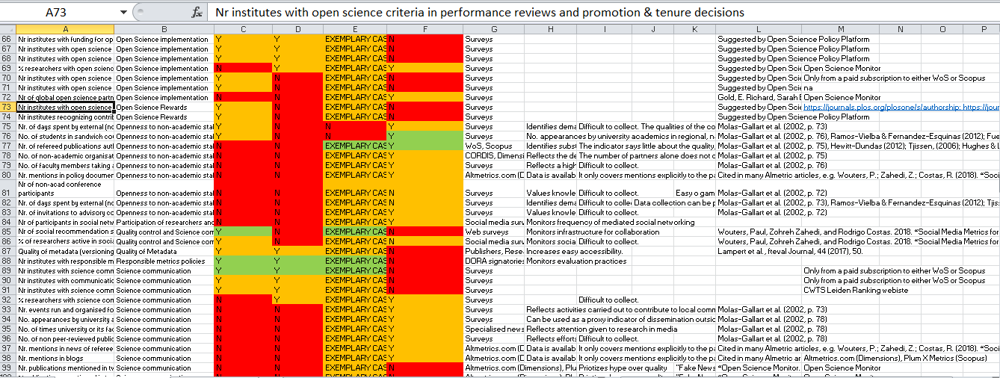 A73 fx Nr institutes with open science criteria in performance reviews and promotion & tenure decisions
A B C D E F G H I J K L M N O P
66 Nr institutes with funding for op Open Science implementation Y Y EXEMPLARY CAS N Surveys Suggested by Open Science Policy Platform
67 Nr institutes with open science Open Science implementation Y Y EXEMPLARY CAS N Surveys Suggested by Open Science Policy Platform
68 Nr institutes with open science Open Science implementation Y Y EXEMPLARY CAS N Surveys Suggested by Open Science Policy Platform
69 % researchers with open scienc Open Science implementation N Y EXEMPLARY CAS Y Surveys Suggested by Open Scie Open Science Monitor
70 Nr institutes with open science Open Science implementation Y N EXEMPLARY CAS N Surveys Suggested by Open Scie Only from a paid subscription to either WoS or Scopus
71 Nr institutes with open science Open Science implementation Y N EXEMPLARY CAS N Surveys Suggested by Open Scie na
72 Nr of global open science partn Open Science implementation N N EXEMPLARY CAS Y Surveys Gold, E. Richard, Sarah E Open Science Monitor
73 Nr institutes with open science Open Science Rewards Y N EXEMPLARY CAS N Surveys Suggested by Open Scie https://journals.plos.org/plosone/s/authorship; https://jour
74 Nr institutes recognizing contrib Open Science Rewards Y N EXEMPLARY CAS N Surveys Suggested by Open Science Policy Platform
75 Nr. of days spent by external (no Openness to non-academic stal Y N N Y Surveys Identifies dema Difficult to collect. The qualities of the co Molas-Gallart et al. (2002, p. 73)
76 No. of students in sandwich cou Openness to non-academic stal Y N N Y Surveys No. appearances by university academics in regional, n Molas-Gallart et al. (2002, p. 76), Ramos-Vielba & Fernandez-Esquinas (2012); Fue
77 Nr. of refereed publications aut Openness to non-academic stal N N EXEMPLARY CAS Y WoS, Scopus Identifies subst The indicator says little about the quality, Molas-Gallart et al. (2002, p. 75), Hewitt-Dundas (2012); Tjissen, (2006); Hughes & I
78 No. of non-academic organisat Openness to non-academic stal N N EXEMPLARY CAS Y CORDIS, Dimensi Reflects the de The number of partners alone does not c Molas-Gallart et al. (2002, p. 75)
79 No. of faculty members taking a Openness to non-academic stal N N EXEMPLARY CAS Y Surveys Reflects a high Difficult to collect. Molas-Gallart et al. (2002, p. 76)
80 Nr. mentions in policy documer Openness to non-academic stal N N EXEMPLARY CAS Y Altmetrics.com (D Data is availab It only covers mentions explicitly to the pa Cited in many Almetric articles, e.g. Wouters, P.; Zahedi, Z.; Costas, R. (2018). “Soci
Nr of non-acad conference
81 participants Openness to non-academic stal N N EXEMPLARY CAS Y Surveys Values knowle Difficult to collect. Easy o gam Molas-Gallart et al. (2002, p. 72)
82 Nr. of days spent by external (no Openness to non-academic stal N N EXEMPLARY CAS Y Surveys Identifies dema Difficult to colle Data collection can be p Molas-Gallart et al. (2002, p. 73), Ramos-Vielba & Fernandez-Esquinas (2012); Tjis
83 Nr. of invitations to advisory cc Openness to non-academic stal N N EXEMPLARY CAS Y Surveys Values knowle Difficult to collect. Molas-Gallart et al. (2002, p. 72)
84 Nr of participants in social netw Participation of researchers and N N EXEMPLARY CAS Y Social media surv Monitors frequency of mediated social networking
85 Nr of social recommendation s Quality control and Science com Y N EXEMPLARY CAS N Web surveys Monitors infrastructure for collaboration Wouters, Paul, Zohreh Zahedi, and Rodrigo Costas. 2018. “Social Media Metrics for
86 % of researchers active in socia Quality control and Science com Y N EXEMPLARY CAS N Social media surv Monitors socia Difficult to collect. Wouters, Paul, Zohreh Zahedi, and Rodrigo Costas. 2018. “Social Media Metrics for
87 Quality of metadata (versioning Quality of Metadata Y Y EXEMPLARY CAS N Publishers, Rese Increases easy accessibility. Lampert et al., fteval Journal, 44 (2017), 50.
88 Nr institutes with responsible m Responsible metrics policies Y Y EXEMPLARY CAS N DORA signatories Monitors evaluation practices
89 Nr institutes with science comm Science communication Y Y EXEMPLARY CAS N Surveys Only from a paid subscription to either WoS or Scopus
90 Nr institutes with communicatio Science communication Y Y EXEMPLARY CAS N Surveys Only from a paid subscription to either WoS or Scopus
91 Nr institutes with science comm Science communication Y Y EXEMPLARY CAS N Surveys CWTS Leiden Ranking webiste
92 % researchers with science com Science communication N Y EXEMPLARY CAS Y Surveys Difficult to collect.
93 Nr. events run and organised fo Science communication N N EXEMPLARY CAS Y Surveys Reflects activities carried out to contribute to local comm Molas-Gallart et al. (2002, p. 73)
94 No. appearances by university a Science communication N N EXEMPLARY CAS Y Surveys Can be used as a proxy indicator of dissemination outsic Molas-Gallart et al. (2002, p. 78)
95 No. of times university or its fac Science communication N N EXEMPLARY CAS Y Specialised news Reflects attention given to research in media Molas-Gallart et al. (2002, p. 78)
96 No. of non peer-reviewed public Science communication N N EXEMPLARY CAS Y Surveys Reflects efforts Difficult to collect. Molas-Gallart et al. (2002, p. 78)
97 Nr. mentions in news of referee Science communication N N EXEMPLARY CAS Y Altmetrics.com (D Data is availab It only covers mentions explicitly to the pa Cited in many Almetric articles, e.g. Wouters, P.; Zahedi, Z.; Costas, R. (2018). “Soci
98 Nr. mentions in blogs Science communication N N EXEMPLARY CAS Y Altmetrics.com (D Data is availab It only covers mentions explicitly to the pa Cited in many Almetric articles, e.g. Altmetrics.com (Dimensions), Plum X Metrics (Scopus)
99 Nr. publications mentioned in tw Science communication N N EXEMPLARY CAS N Altmetrics.com (Dimensions), Plu Priotizes hype over quality "Fake News “Open Science Monitor. Open Science Monitor